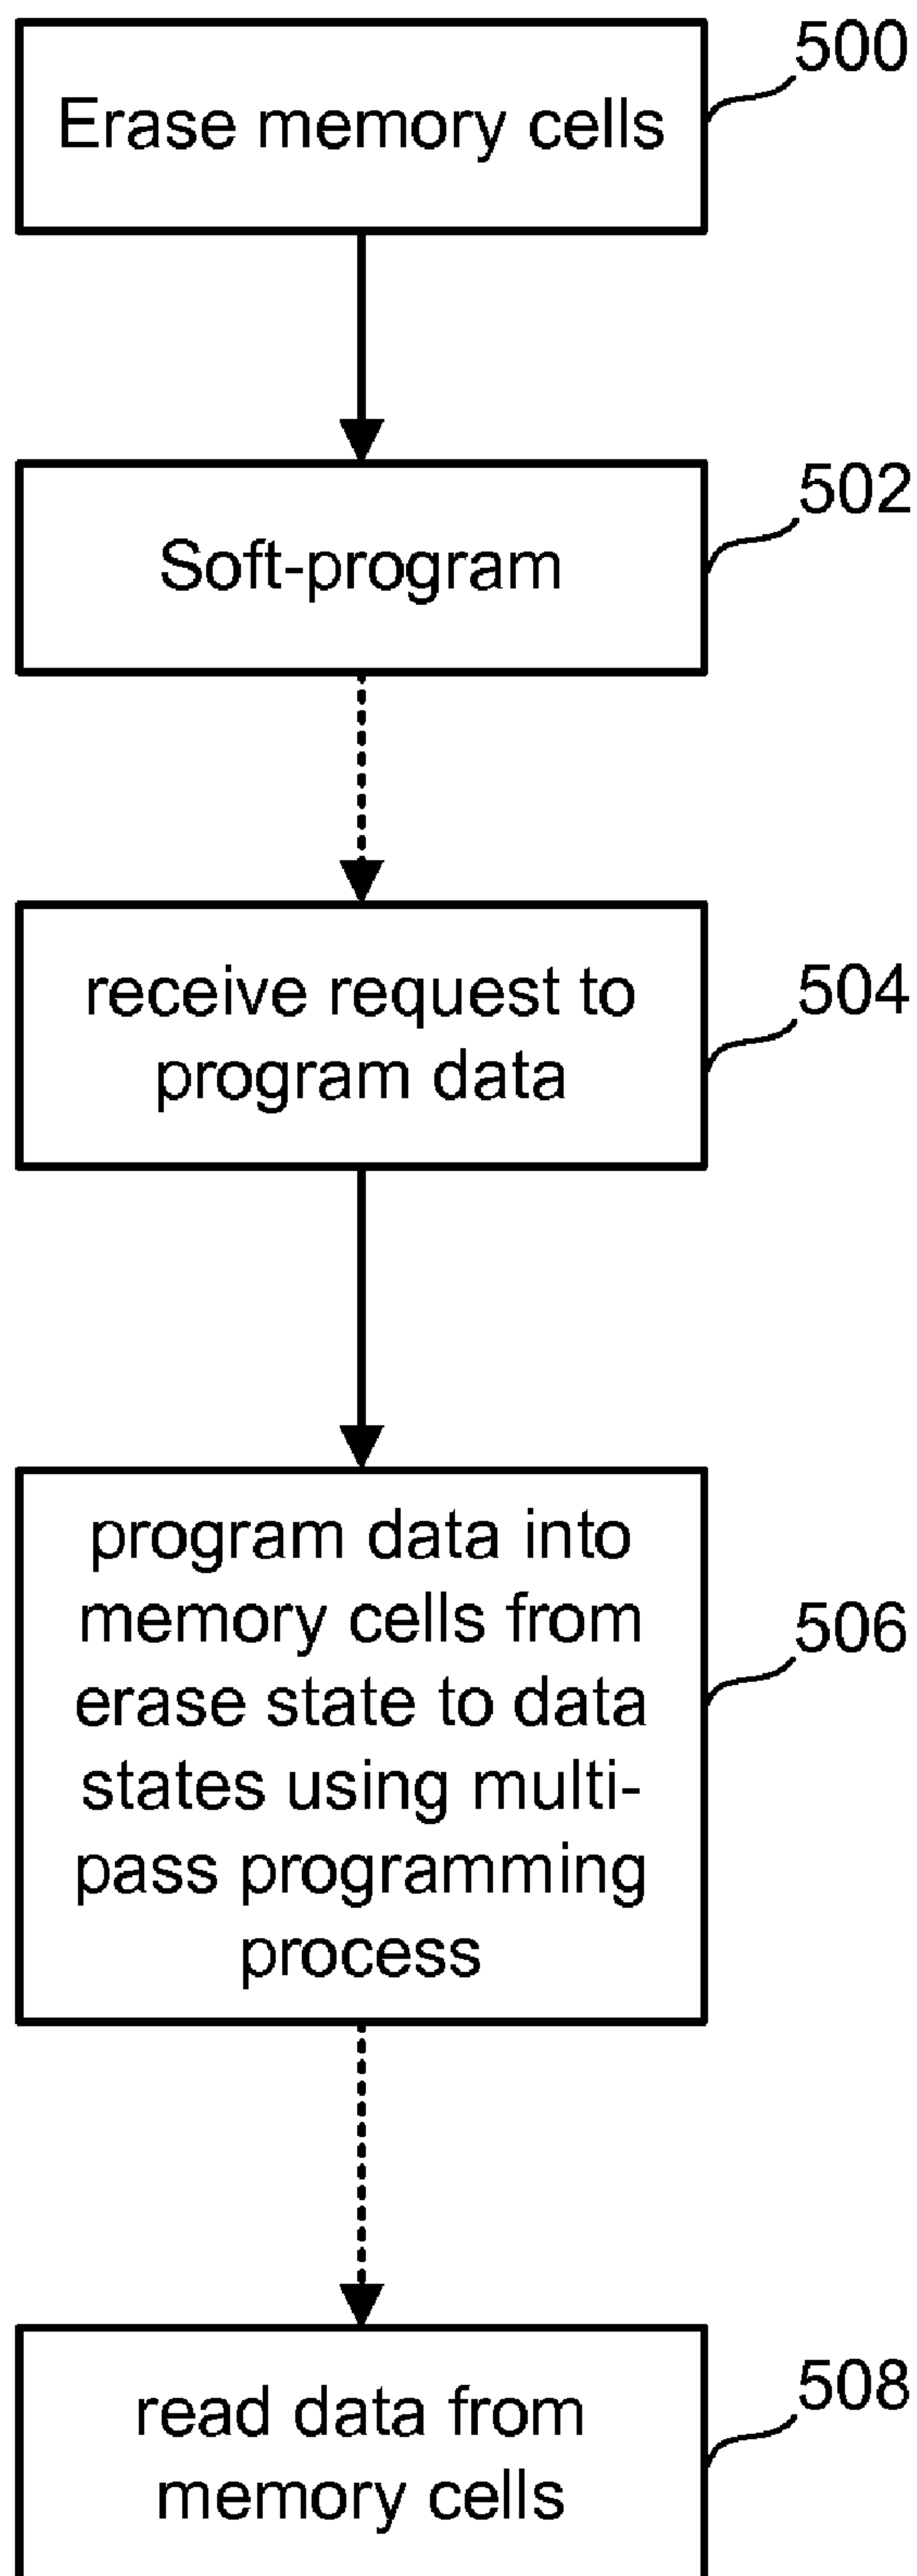 500
Erase memory cells
502
Soft-program
504
receive request to
program data
program data into
memory cells from
506
erase state to data
states using multi-
pass programming
process
508
read data from
memory cells